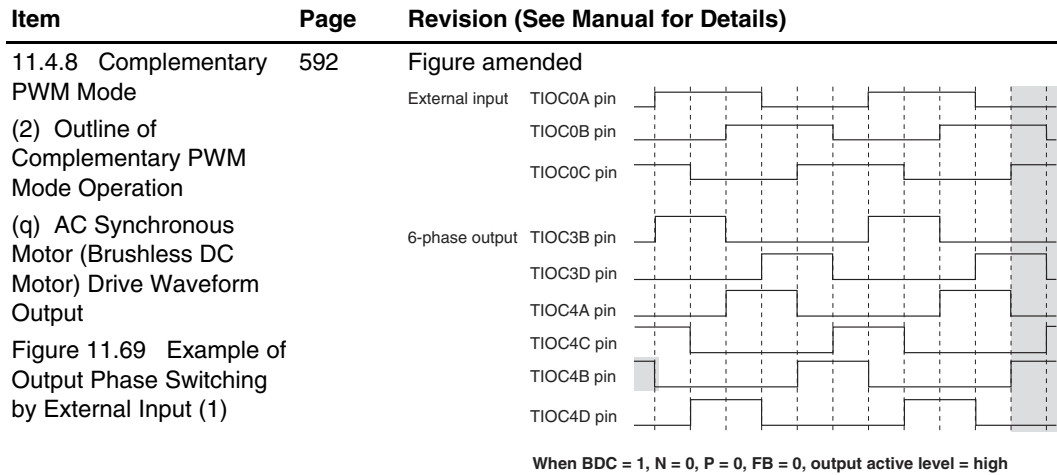 Item Page Revision (See Manual for Details)
11.4.8 Complementary PWM Mode
592
Figure amended
(2) Outline of
Complementary PWM
Mode Operation
(q) AC Synchronous
Motor (Brushless DC
Motor) Drive Waveform
Output
Figure 11.69 Example of
Output Phase Switching
by External Input (1)
External input TIOC0A pin
TIOC0B pin
TIOC0C pin
6-phase output TIOC3B pin
TIOC3D pin
TIOC4A pin
TIOC4C pin
TIOC4B pin
TIOC4D pin
When BDC = 1, N = 0, P = 0, FB = 0, output active level = high